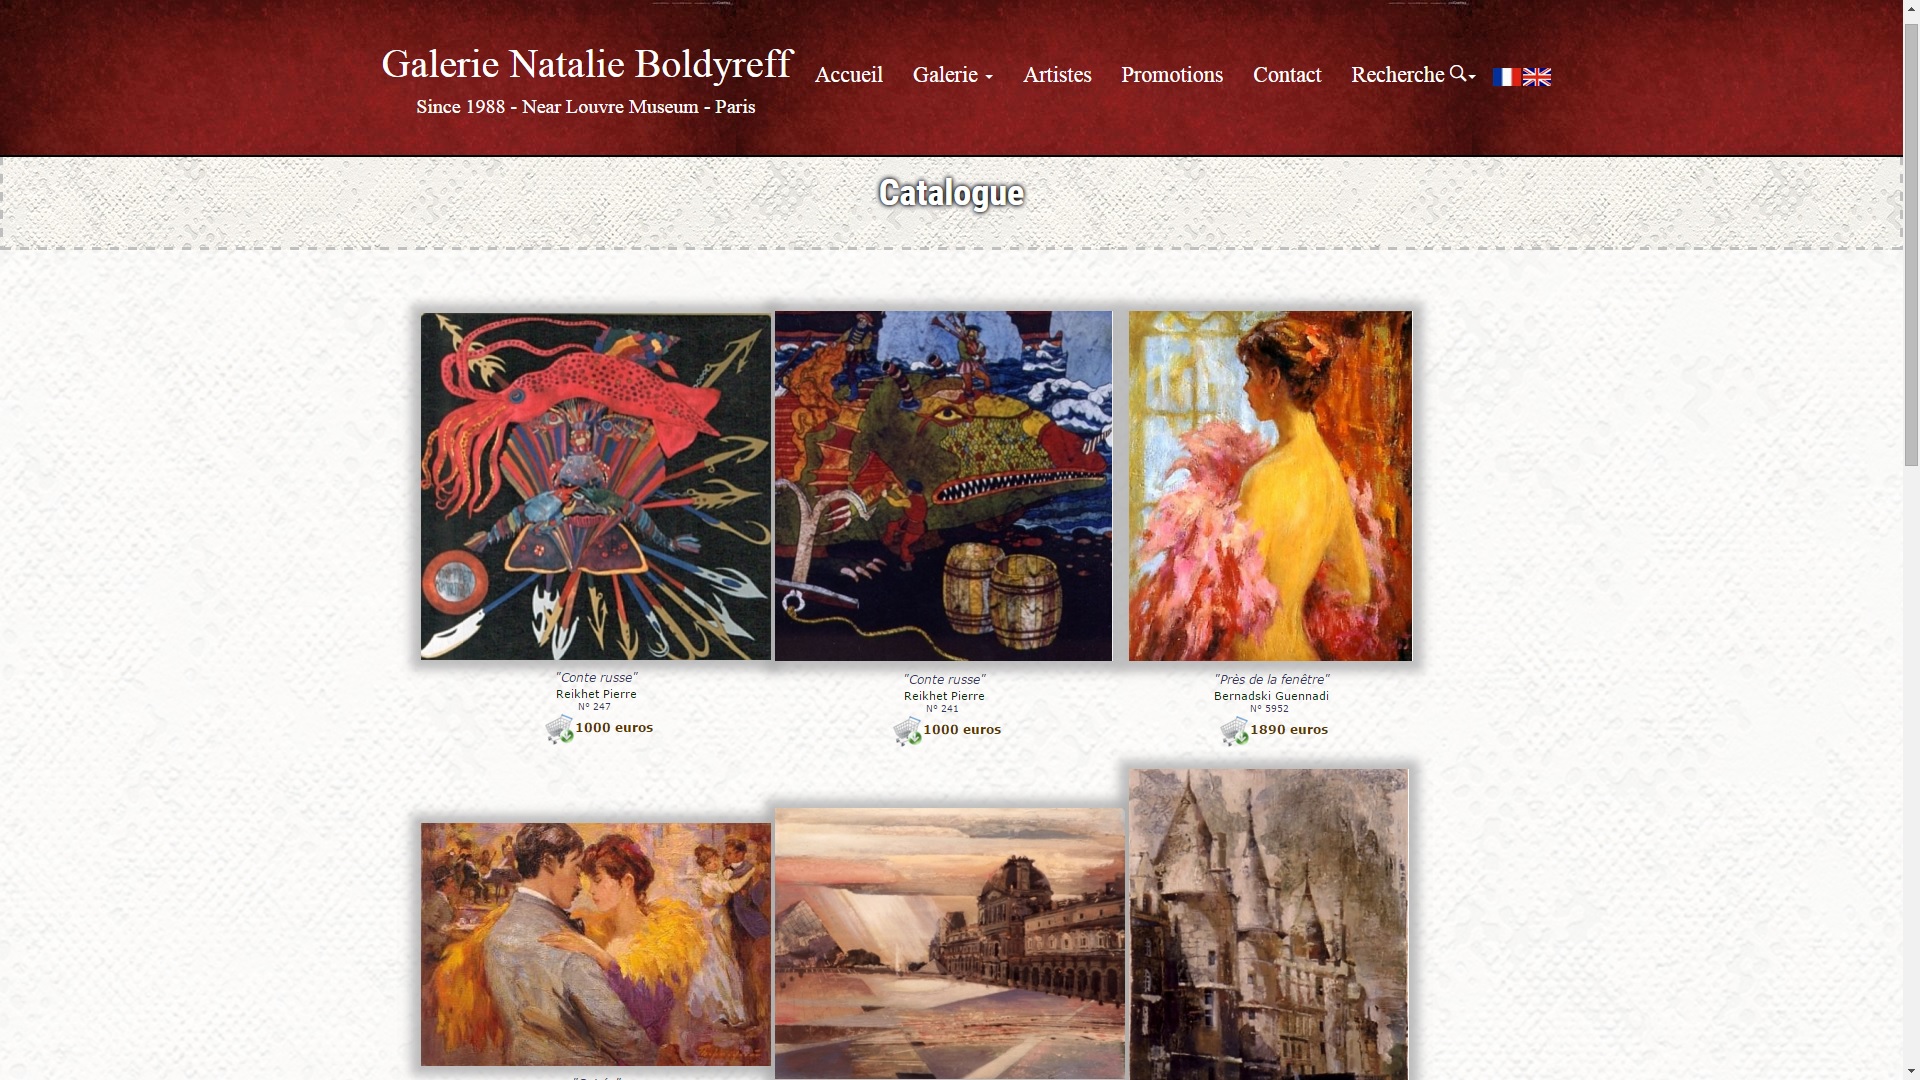 Galerie Natalie Boldyreff
Since 1988 - Near Louvre Museum - Paris
Accueil Galerie Artistes Promotions Contact Recherche
Catalogue
"Conte russe"
Reikhet Pierre
N° 247
1000 euros
"Conte russe"
Reikhet Pierre
N° 241
1000 euros
"Près de la fenêtre"
Bernadski Guennadi
N° 5952
1890 euros